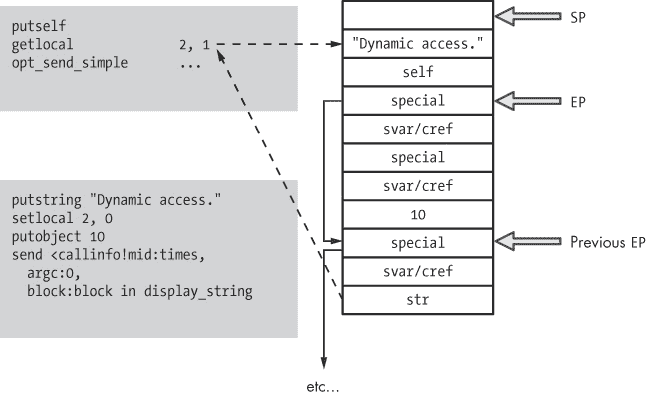 putself
getlocal 2, 1
opt_send_simple ...
putstring "Dynamic access."
setlocal 2, 0
putobject 10
send <callinfo!mid:times,
argc:0,
block:block in display_string
"Dynamic access."
self
special
svar/cref
special
svar/cref
10
special
svar/cref
str
SP
EP
Previous EP
etc...